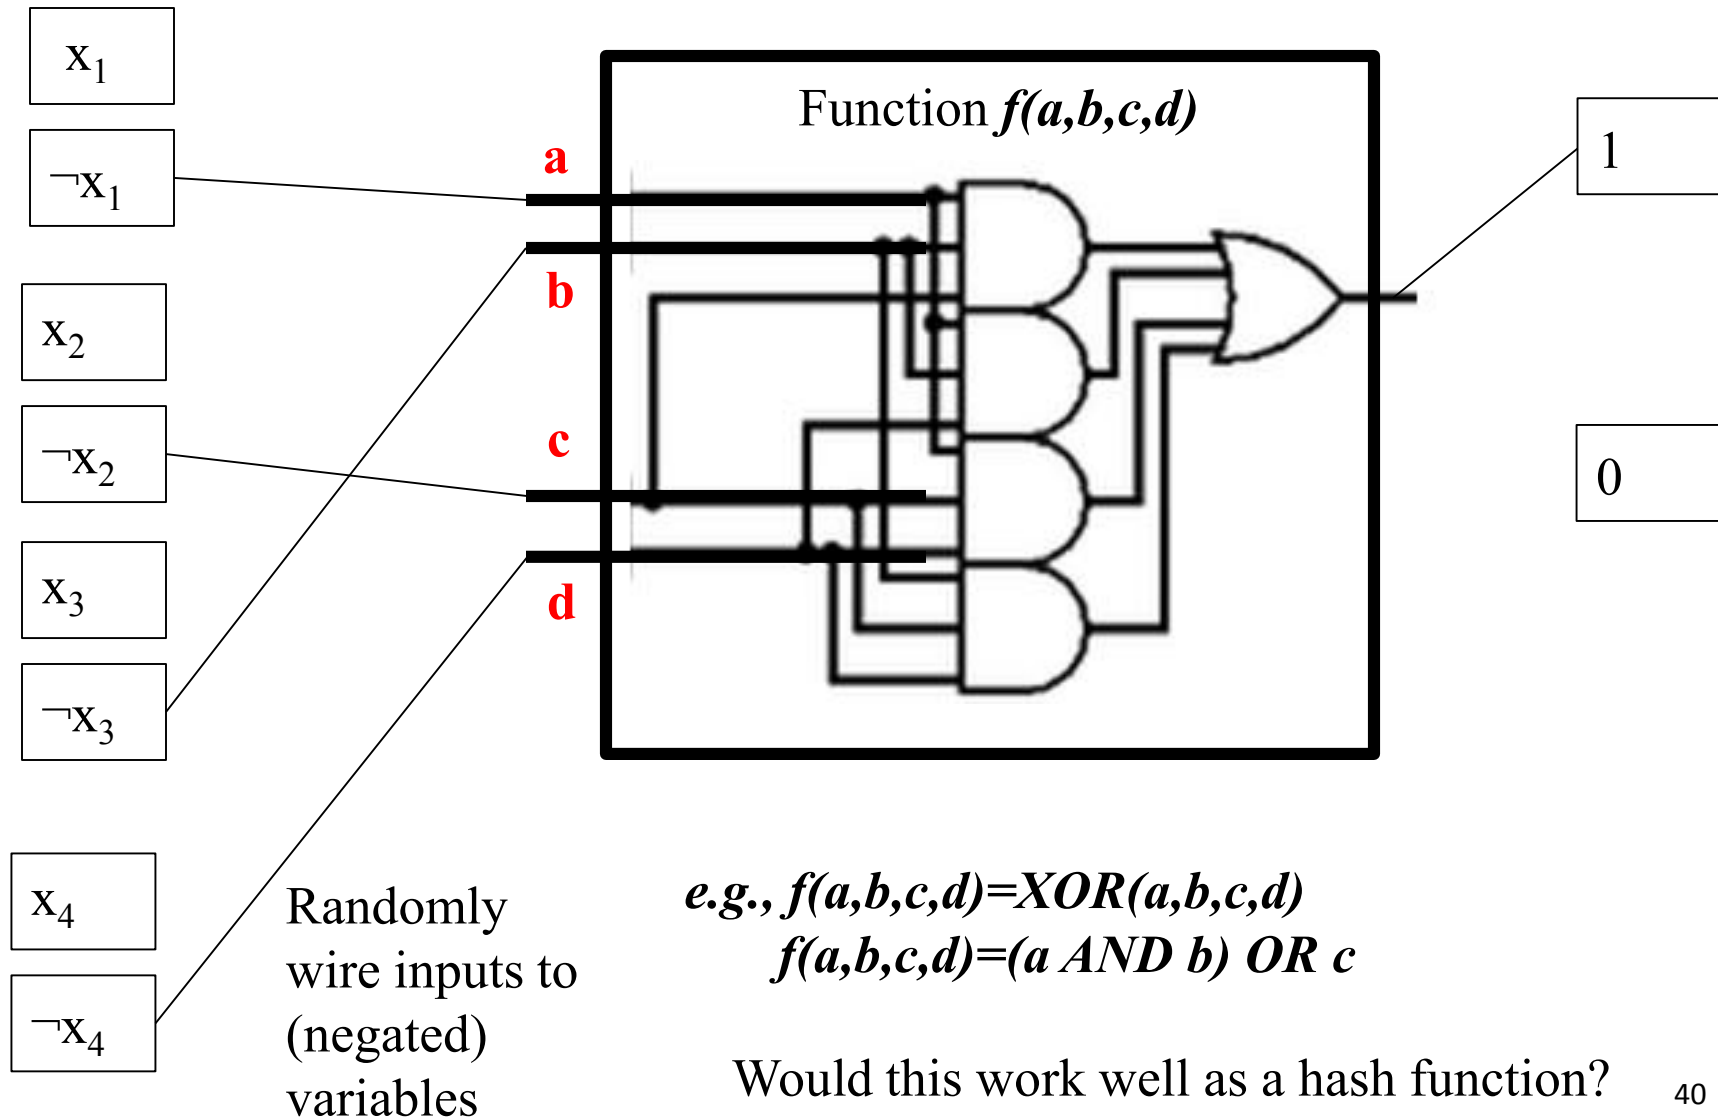 x₁
¬x₁
x₂
¬x₂
x₃
¬x₃
x₄
¬x₄
Function f(a,b,c,d)
a
b
c
d
1
0
Randomly
wire inputs to
(negated)
variables
e.g., f(a,b,c,d)=XOR(a,b,c,d)
f(a,b,c,d)=(a AND b) OR c
Would this work well as a hash function?
40